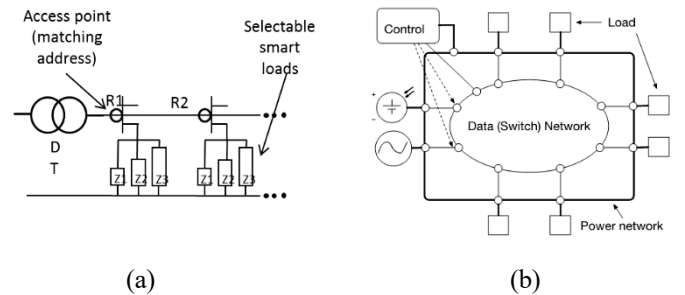 Access point
(matching
address)
Selectable
smart
loads
R1
R2
D
T
Z1 Z2 Z3
Z1 Z2 Z3
(a)
Control
Load
+
−
Data (Switch) Network
Power network
(b)